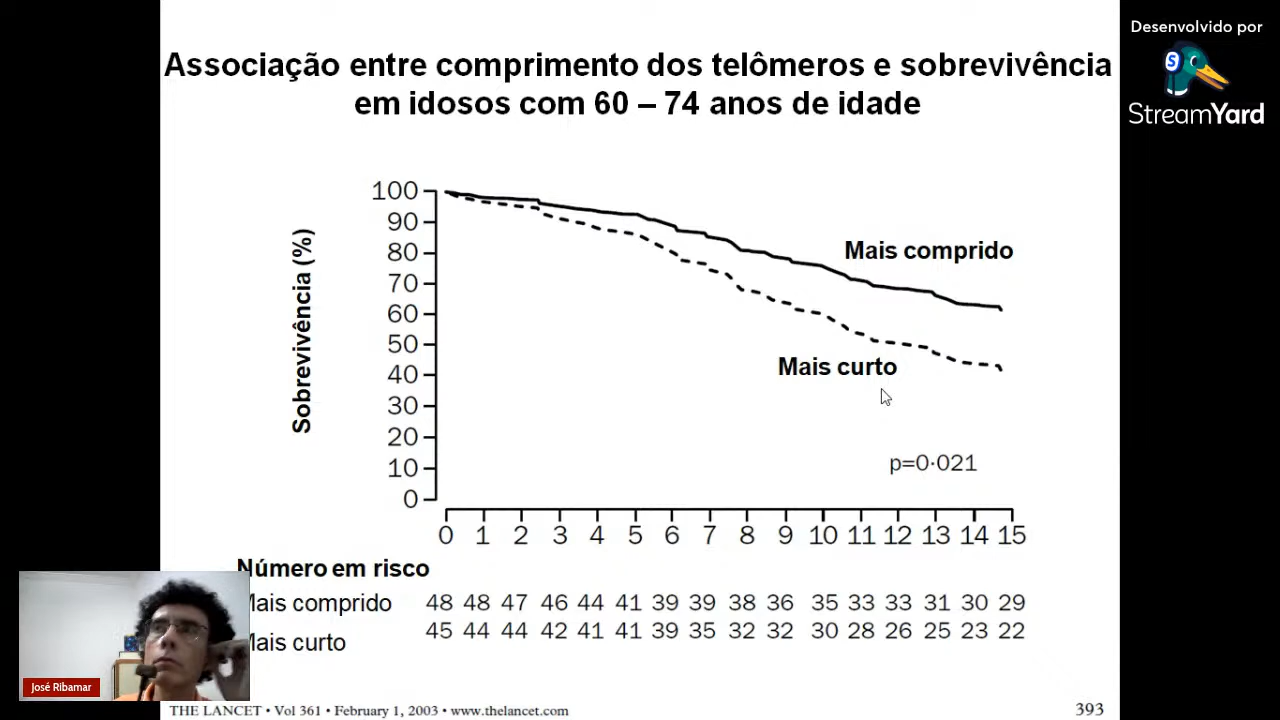 Desenvolvido por
StreamYard
Associação entre comprimento dos telômeros e sobrevivência
em idosos com 60 – 74 anos de idade
Sobrevivência (%)
100
90
80
70
60
50
40
30
20
10
0
Mais comprido
Mais curto
p=0·021
0 1 2 3 4 5 6 7 8 9 10 11 12 13 14 15
Número em risco
Mais comprido 48 48 47 46 44 41 39 39 38 36 35 33 33 31 30 29
Mais curto 45 44 44 42 41 41 39 35 32 32 30 28 26 25 23 22
José Ribamar
THE LANCET • Vol 361 • February 1, 2003 • www.thelancet.com 393